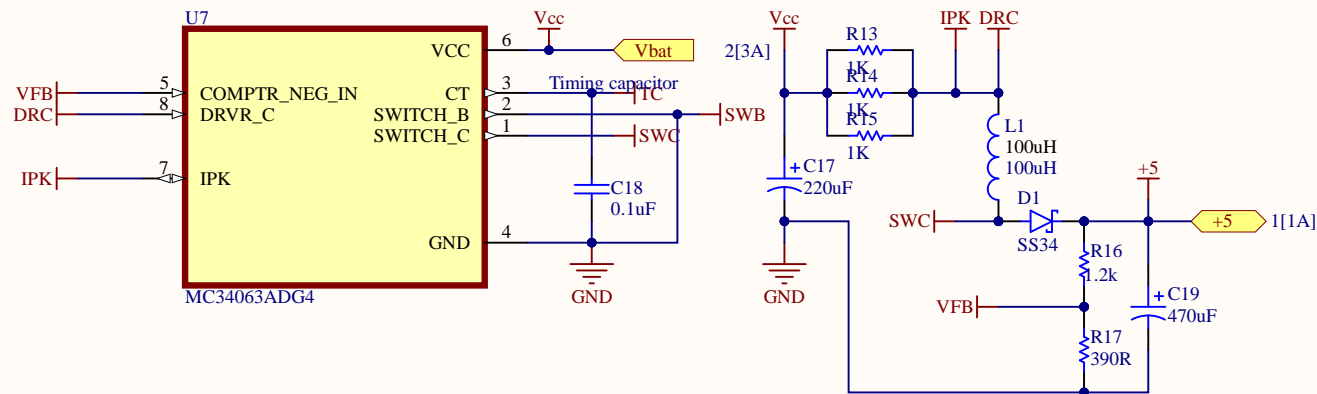 U7
VCC
6
Vcc
Vbat
VFB
5
COMPTR_NEG_IN
DRC
8
DRVR_C
CT
3
Timing capacitor
TC
SWITCH_B
2
SWB
SWITCH_C
1
SWC
IPK
7
IPK
C18
0.1uF
GND
4
GND
MC34063ADG4
Vcc
2[3A]
R13
1K
R14
1K
R15
1K
IPK
DRC
L1
100uH
100uH
C17
220uF
GND
SWC
D1
SS34
+5
+5
1[1A]
R16
1.2k
VFB
C19
470uF
R17
390R